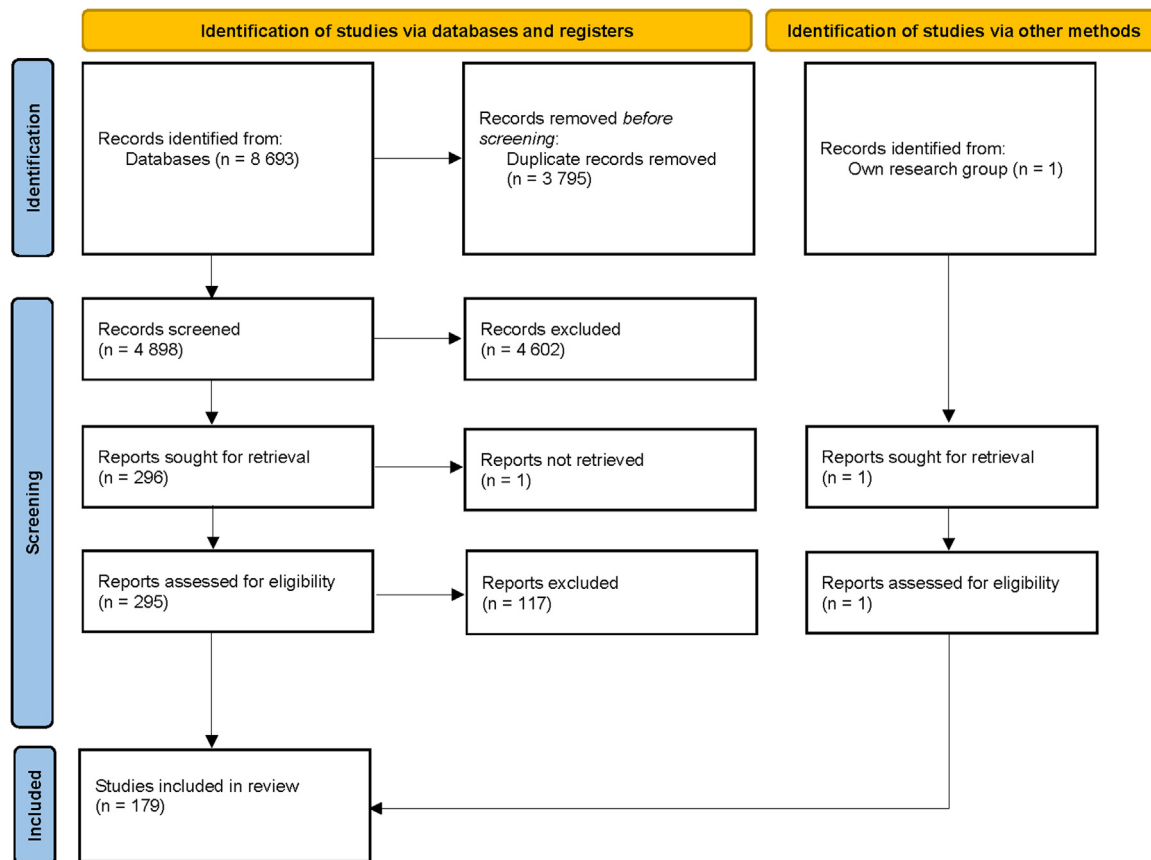 Identification of studies via databases and registers
Identification of studies via other methods
Identification
Records identified from:
Databases (n = 8 693)
Records removed before
screening:
Duplicate records removed
(n = 3 795)
Records identified from:
Own research group (n = 1)
Screening
Records screened
(n = 4 898)
Records excluded
(n = 4 602)
Reports sought for retrieval
(n = 296)
Reports not retrieved
(n = 1)
Reports sought for retrieval
(n = 1)
Reports assessed for eligibility
(n = 295)
Reports excluded
(n = 117)
Reports assessed for eligibility
(n = 1)
Included
Studies included in review
(n = 179)